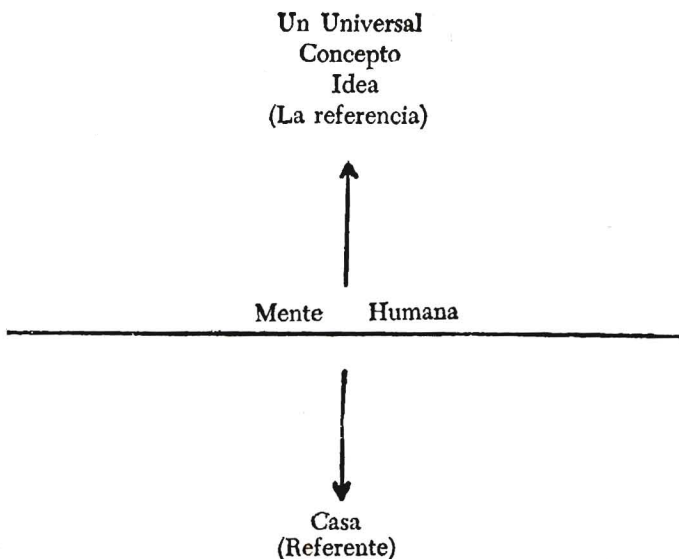 Un Universal
Concepto
Idea
(La referencia)
Mente Humana
Casa
(Referente)